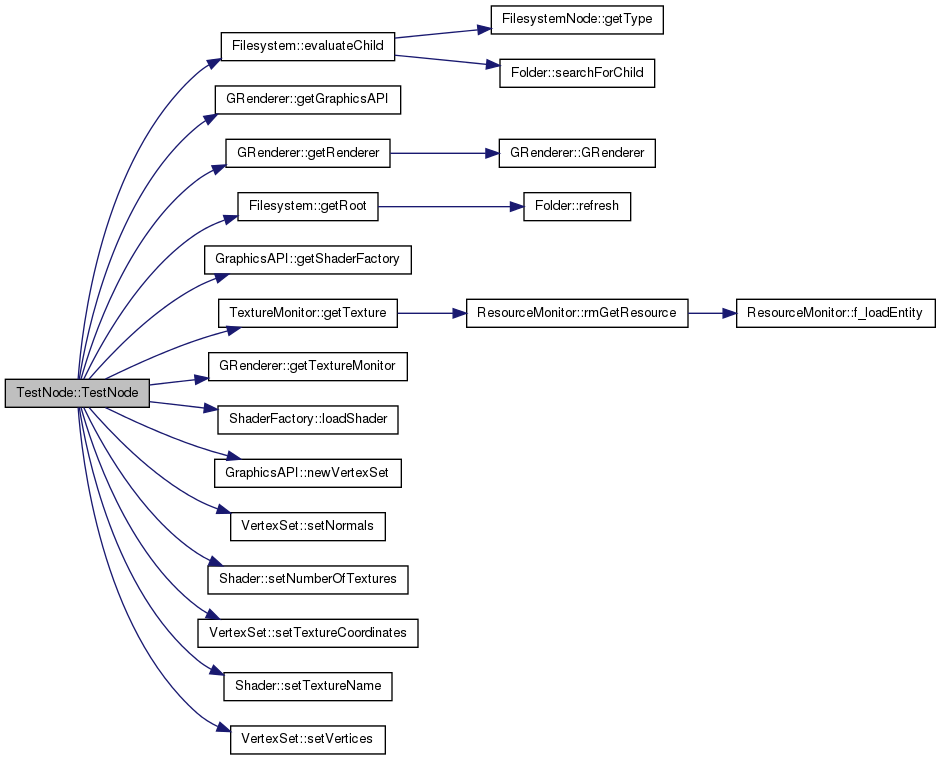 FilesystemNode::getType
Filesystem::evaluateChild
Folder::searchForChild
GRenderer::getGraphicsAPI
GRenderer::getRenderer
GRenderer::GRenderer
Filesystem::getRoot
Folder::refresh
GraphicsAPI::getShaderFactory
TextureMonitor::getTexture
ResourceMonitor::rmGetResource
ResourceMonitor::f_loadEntity
GRenderer::getTextureMonitor
TestNode::TestNode
ShaderFactory::loadShader
GraphicsAPI::newVertexSet
VertexSet::setNormals
Shader::setNumberOfTextures
VertexSet::setTextureCoordinates
Shader::setTextureName
VertexSet::setVertices